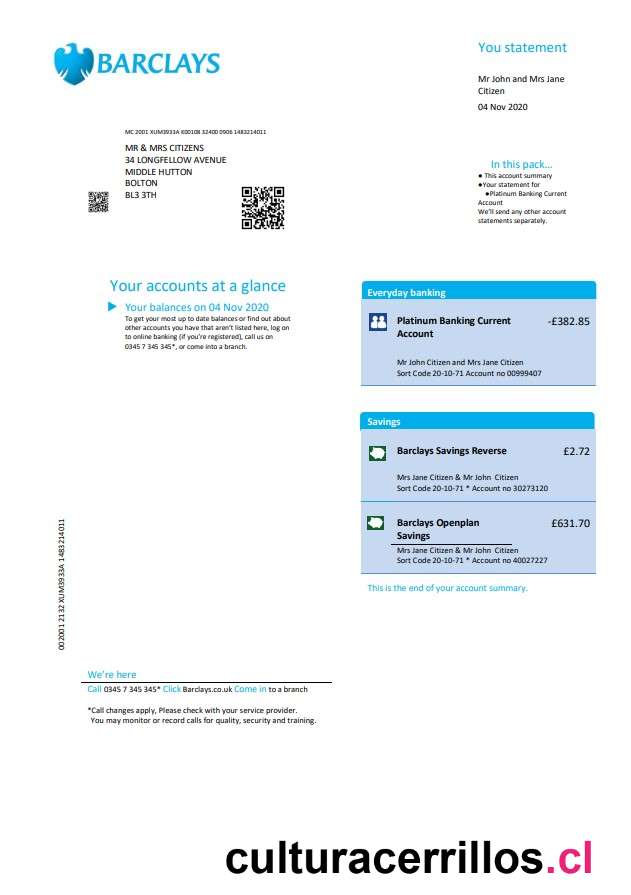 BARCLAYS
You statement
Mr John and Mrs Jane
Citizen
04 Nov 2020
MC 2001 XUM3933A K00108 32400 0906 1483214011
MR & MRS CITIZENS
34 LONGFELLOW AVENUE
MIDDLE HUTTON
BOLTON
BL3 3TH
In this pack...
● This account summary
●Your statement for
●Platinum Banking Current
Account
We'll send any other account
statements separately.
Your accounts at a glance
Your balances on 04 Nov 2020
To get your most up to date balances or find out about
other accounts you have that aren't listed here, log on
to online banking (if you're registered), call us on
0345 7 345 345*, or come into a branch.
Everyday banking
Platinum Banking Current -£382.85
Account
Mr John Citizen and Mrs Jane Citizen
Sort Code 20-10-71 Account no 00999407
Savings
Barclays Savings Reverse £2.72
Mrs Jane Citizen & Mr John Citizen
Sort Code 20-10-71 * Account no 30273120
Barclays Openplan £631.70
Savings
Mrs Jane Citizen & Mr John Citizen
Sort Code 20-10-71 * Account no 40027227
This is the end of your account summary.
002001 2132 XUM3933A 1483214011
We're here
Call 0345 7 345 345* Click Barclays.co.uk Come in to a branch
*Call changes apply, Please check with your service provider.
You may monitor or record calls for quality, security and training.
culturacerrillos.cl